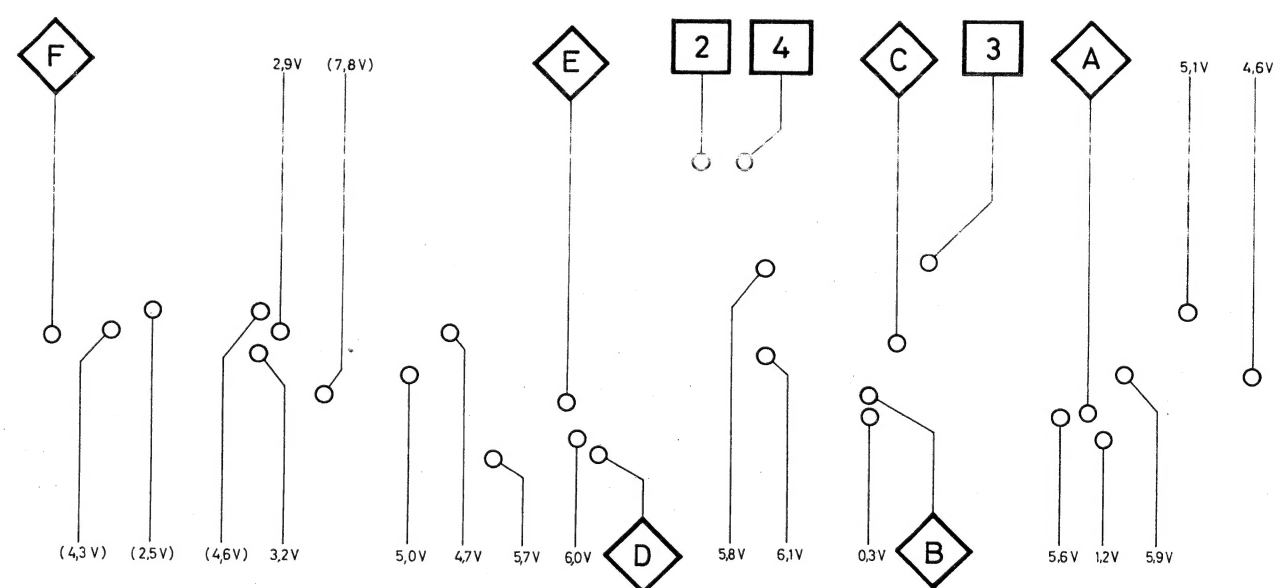 F E 2 4 C 3 A
2,9V (7,8V) 5,1V 4,6V
(4,3 V) (2,5V) (4,6V) 3,2V 5,0V 4,7V 5,7V 6,0V D 5,8V 6,1V 0,3V B 5.6V 1,2V 5,9V